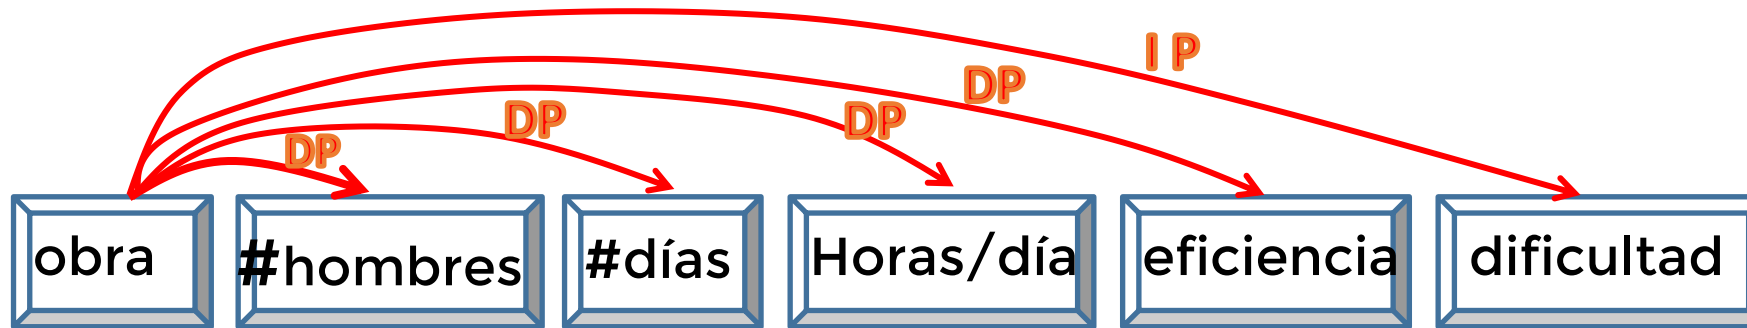 I P
DP
DP
DP
DP
obra
#hombres
#días
Horas/día
eficiencia
dificultad